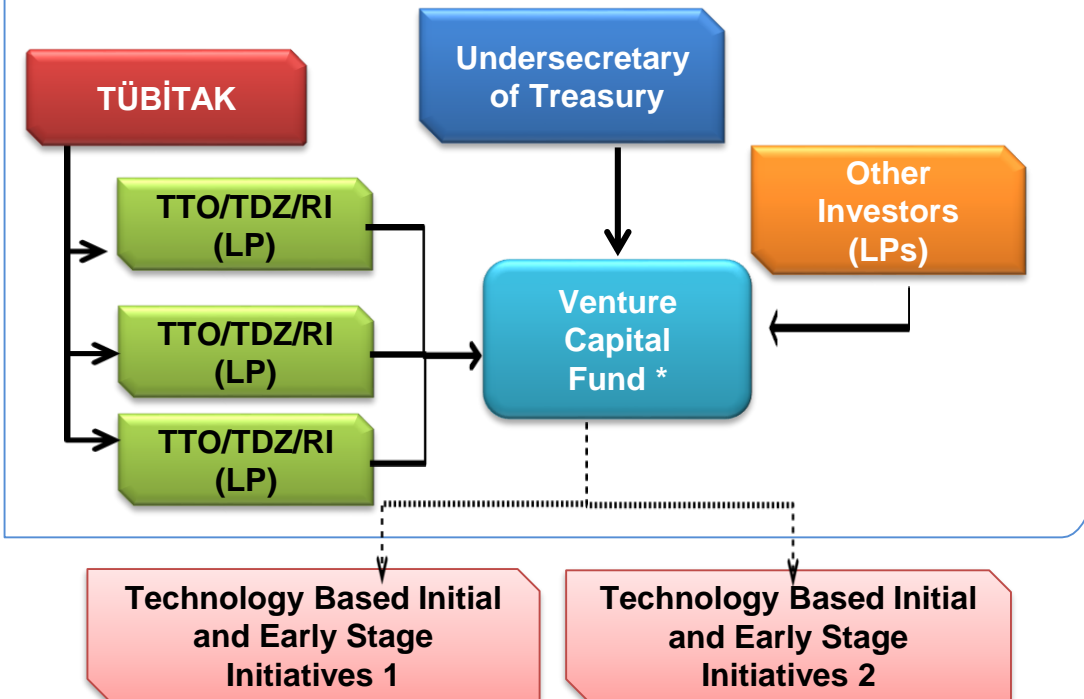 TÜBİTAK
Undersecretary
of Treasury
Other
Investors
(LPs)
TTO/TDZ/RI
(LP)
TTO/TDZ/RI
(LP)
TTO/TDZ/RI
(LP)
Venture
Capital
Fund *
Technology Based Initial
and Early Stage
Initiatives 1
Technology Based Initial
and Early Stage
Initiatives 2